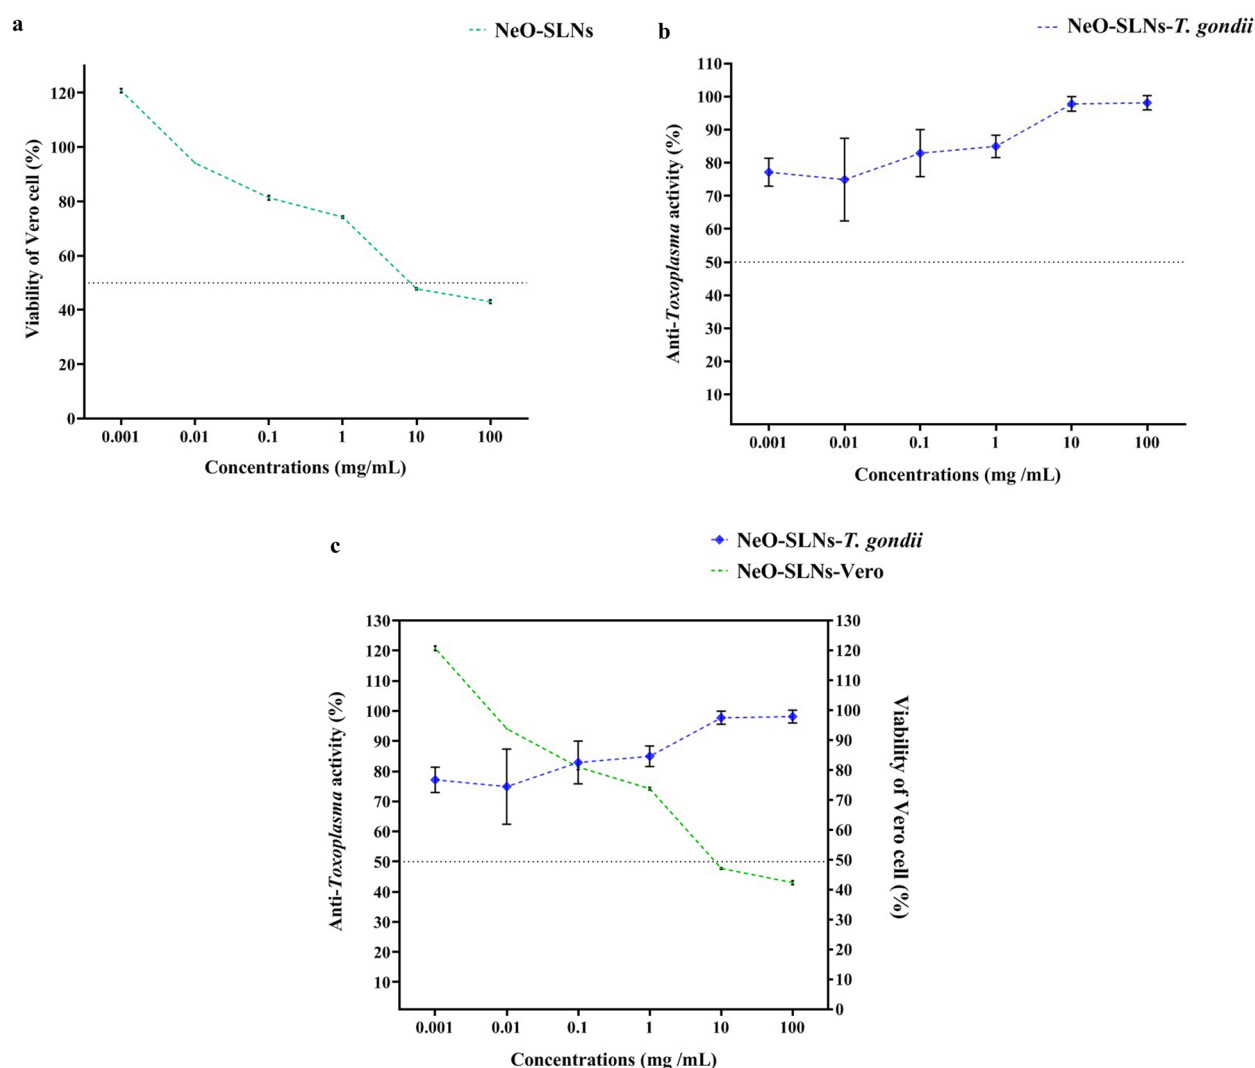 a
NeO-SLNs
Viability of Vero cell (%)
120
100
80
60
40
20
0
0.001 0.01 0.1 1 10 100
Concentrations (mg/mL)
b
NeO-SLNs-T. gondii
Anti-Toxoplasma activity (%)
110
100
90
80
70
60
50
40
30
20
10
0.001 0.01 0.1 1 10 100
Concentrations (mg /mL)
c
NeO-SLNs-T. gondii
NeO-SLNs-Vero
Anti-Toxoplasma activity (%)
130
120
110
100
90
80
70
60
50
40
30
20
10
130
120
110
100
90
80
70
60
50
40
30
20
10
0
Viability of Vero cell (%)
0.001 0.01 0.1 1 10 100
Concentrations (mg /mL)